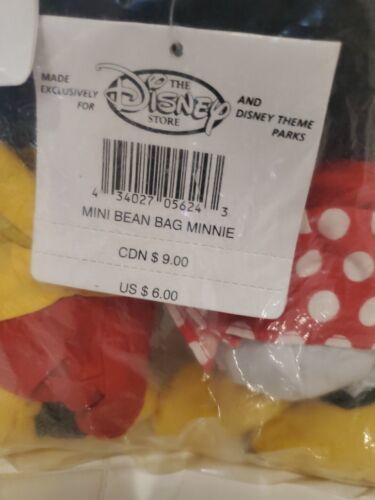 MADE
EXCLUSIVELY
FOR
THE
Disney
STORE
AND
DISNEY THEME
PARKS
4 34027 05624 3
MINI BEAN BAG MINNIE
CDN $ 9.00
US $ 6.00